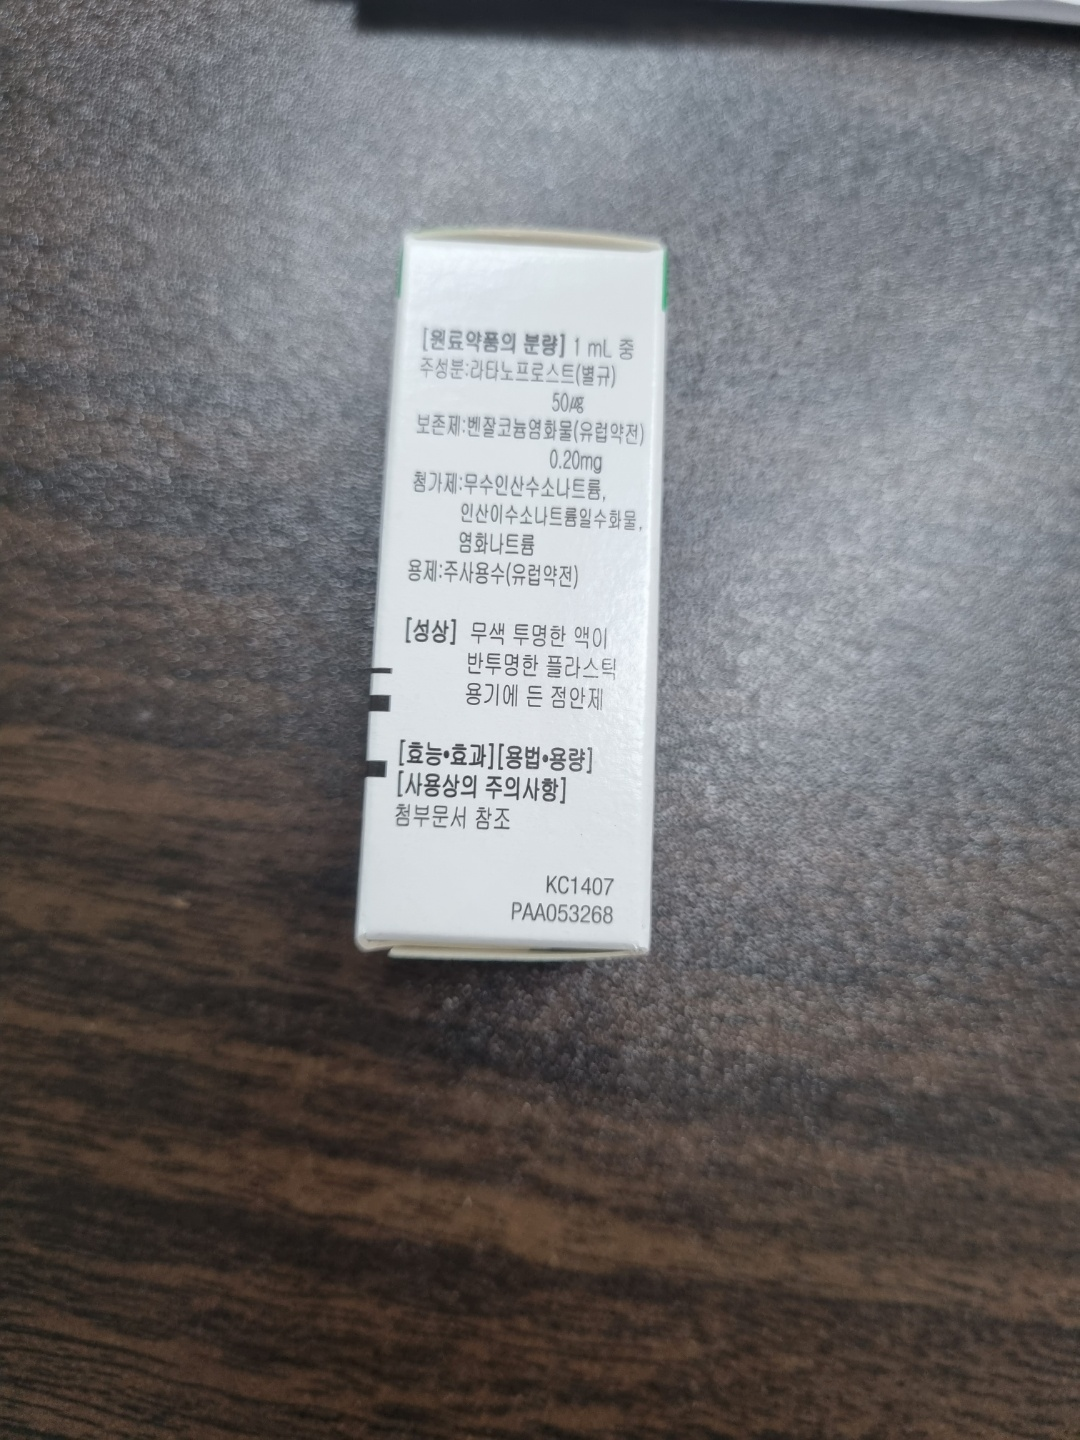 [원료약품의 분량] 1 mL 중
주성분:라타노프로스트(별규)
50㎍
보존제:벤잘코늄염화물(유럽약전)
0.20mg
첨가제:무수인산수소나트륨,
인산이수소나트륨일수화물,
염화나트륨
용제:주사용수(유럽약전)
[성상] 무색 투명한 액이
반투명한 플라스틱
용기에 든 점안제
[효능•효과][용법•용량]
[사용상의 주의사항]
첨부문서 참조
KC1407
PAA053268